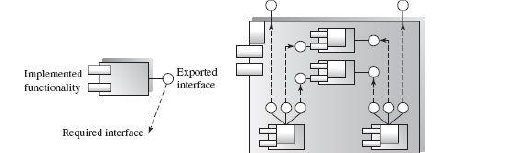 Implemented
functionality
Exported
interface
Required interface